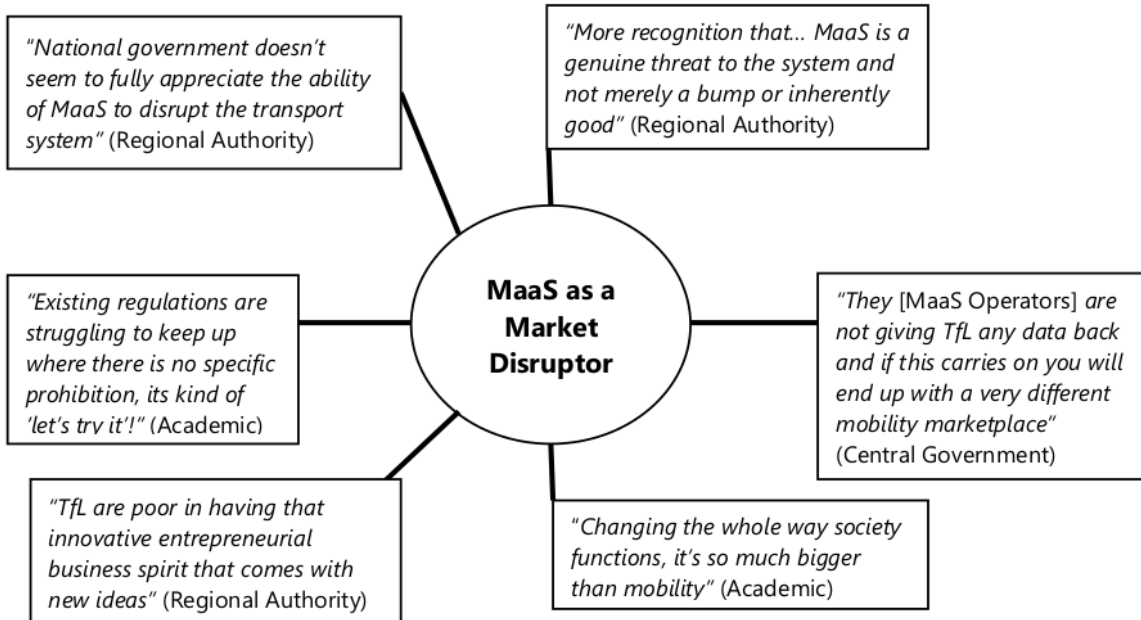 "National government doesn't
seem to fully appreciate the ability
of MaaS to disrupt the transport
system" (Regional Authority)
"More recognition that... MaaS is a
genuine threat to the system and
not merely a bump or inherently
good" (Regional Authority)
"Existing regulations are
struggling to keep up
where there is no specific
prohibition, its kind of
'let's try it'!" (Academic)
MaaS as a
Market
Disruptor
"They [MaaS Operators] are
not giving TfL any data back
and if this carries on you will
end up with a very different
mobility marketplace"
(Central Government)
"TfL are poor in having that
innovative entrepreneurial
business spirit that comes with
new ideas" (Regional Authority)
"Changing the whole way society
functions, it's so much bigger
than mobility" (Academic)